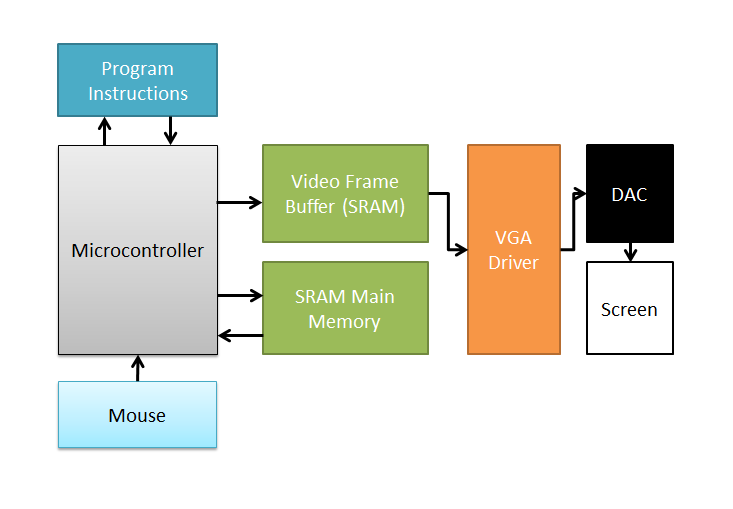 Program
Instructions
Microcontroller
Video Frame
Buffer (SRAM)
SRAM Main
Memory
VGA
Driver
DAC
Screen
Mouse